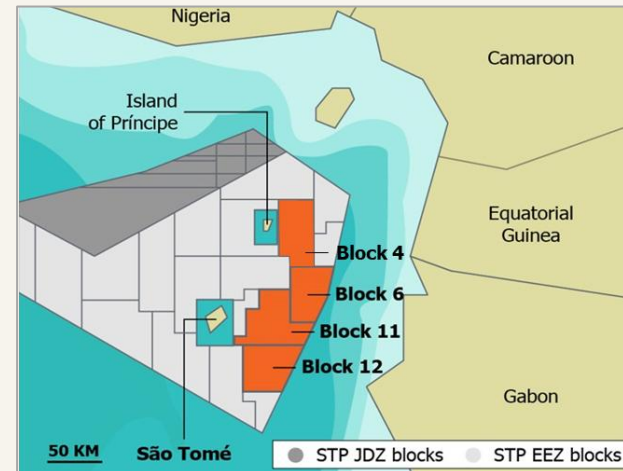 Nigeria
Camaroon
Island
of Príncipe
Equatorial
Guinea
Block 4
Block 6
Block 11
Block 12
Gabon
50 KM
São Tomé
STP JDZ blocks
STP EEZ blocks